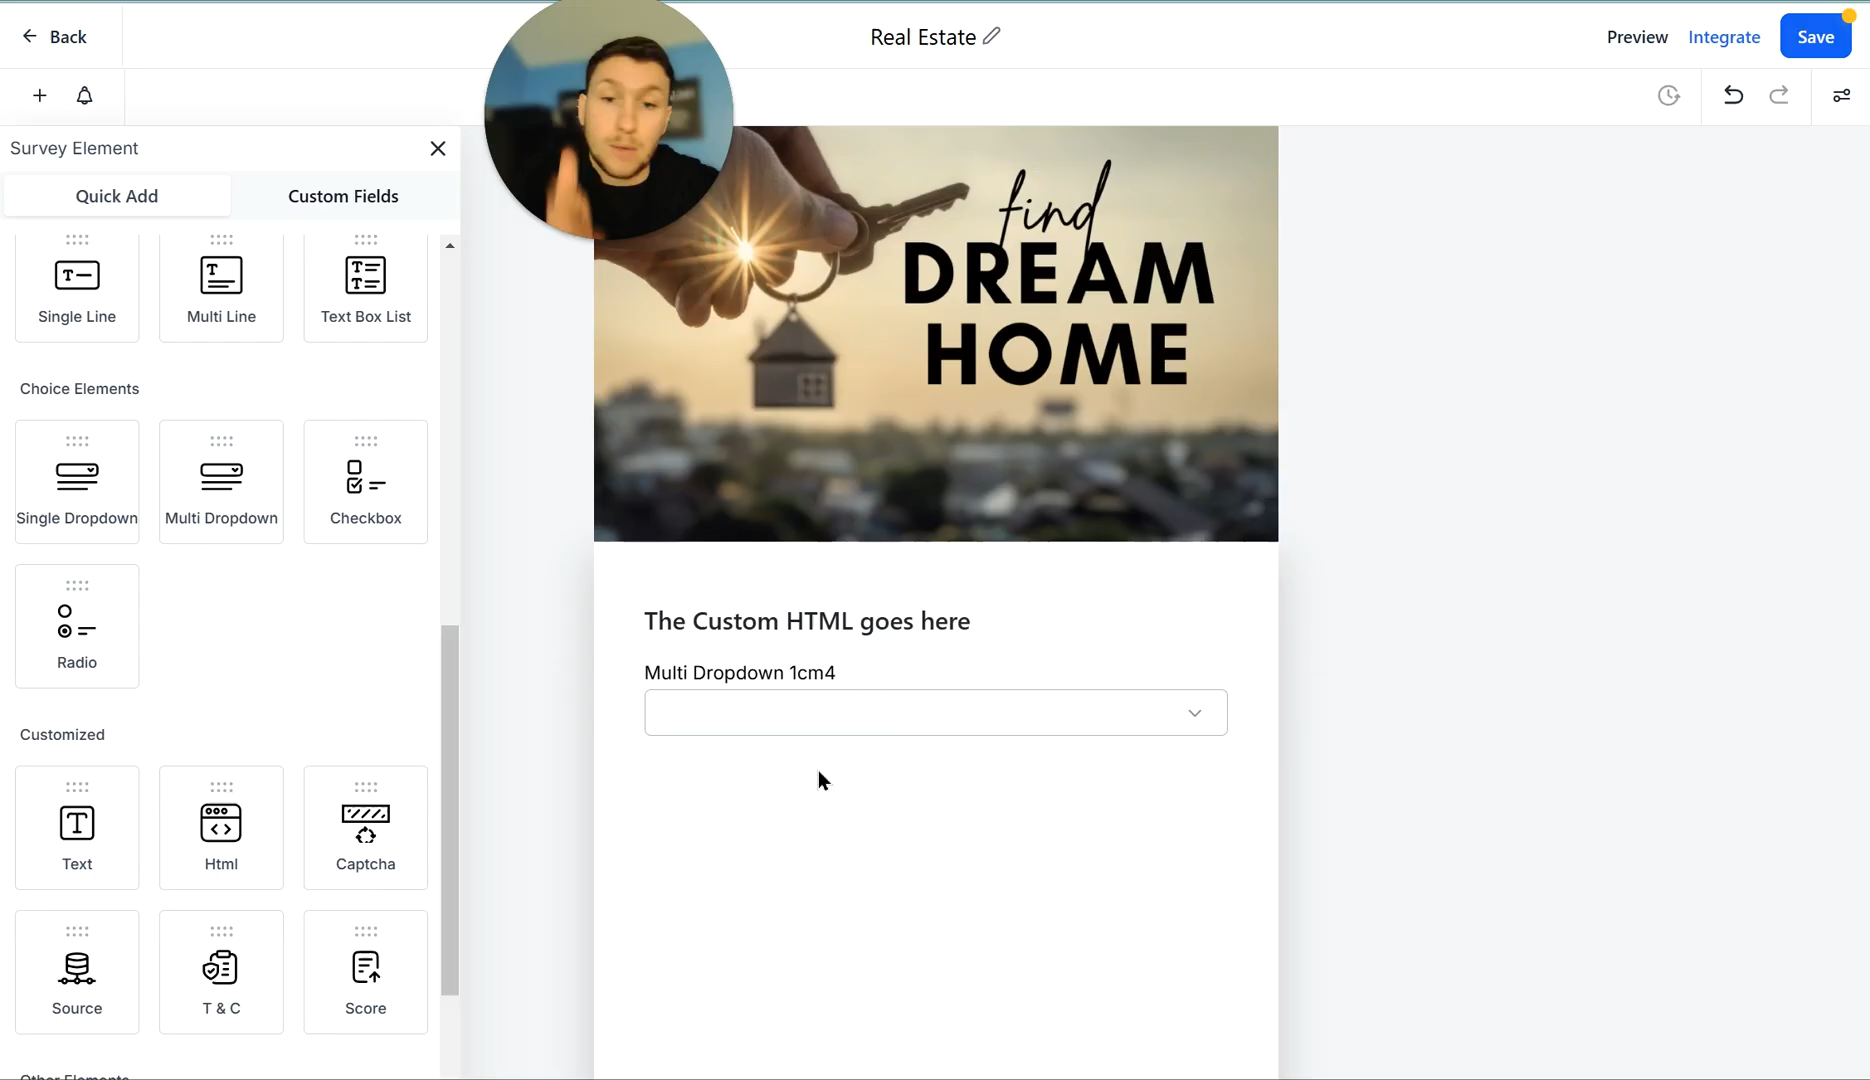 Back
Real Estate
Preview
Integrate
Save
Survey Element
Quick Add
Custom Fields
Single Line
Multi Line
Text Box List
Choice Elements
Single Dropdown
Multi Dropdown
Checkbox
Radio
Customized
Text
Html
Captcha
Source
T & C
Score
Other Elements
find
DREAM
HOME
The Custom HTML goes here
Multi Dropdown 1cm4